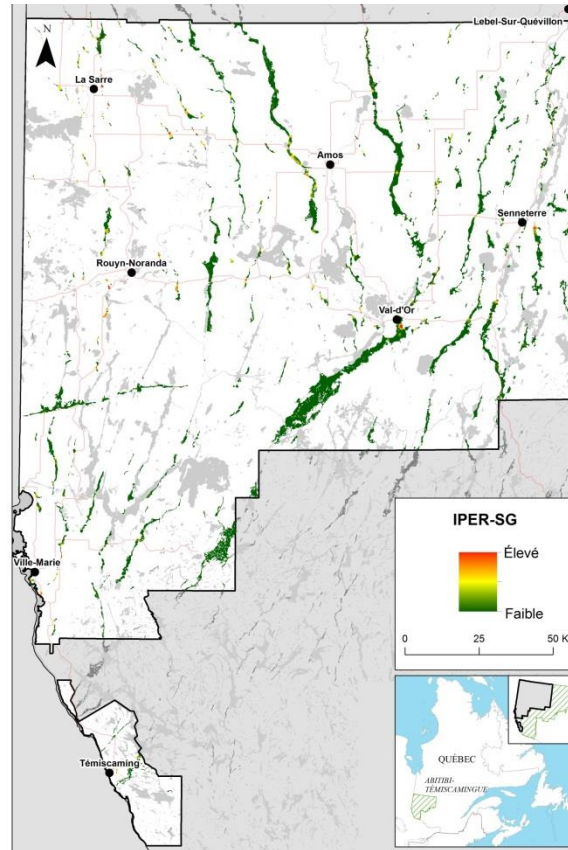 N
Lebel-Sur-Quévillon
La Sarre
Amos
Senneterre
Rouyn-Noranda
Val-d'Or
IPER-SG
Élevé
Faible
0 25 50 K
Ville-Marie
QUÉBEC
ABITIBI-
TÉMISCAMINGUE
Témiscaming